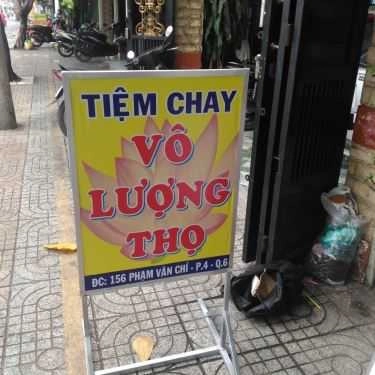 TIỆM CHAY
VÔ
LƯỢNG
THỌ
ĐC: 156 PHẠM VĂN CHÍ - P.4 - Q.6